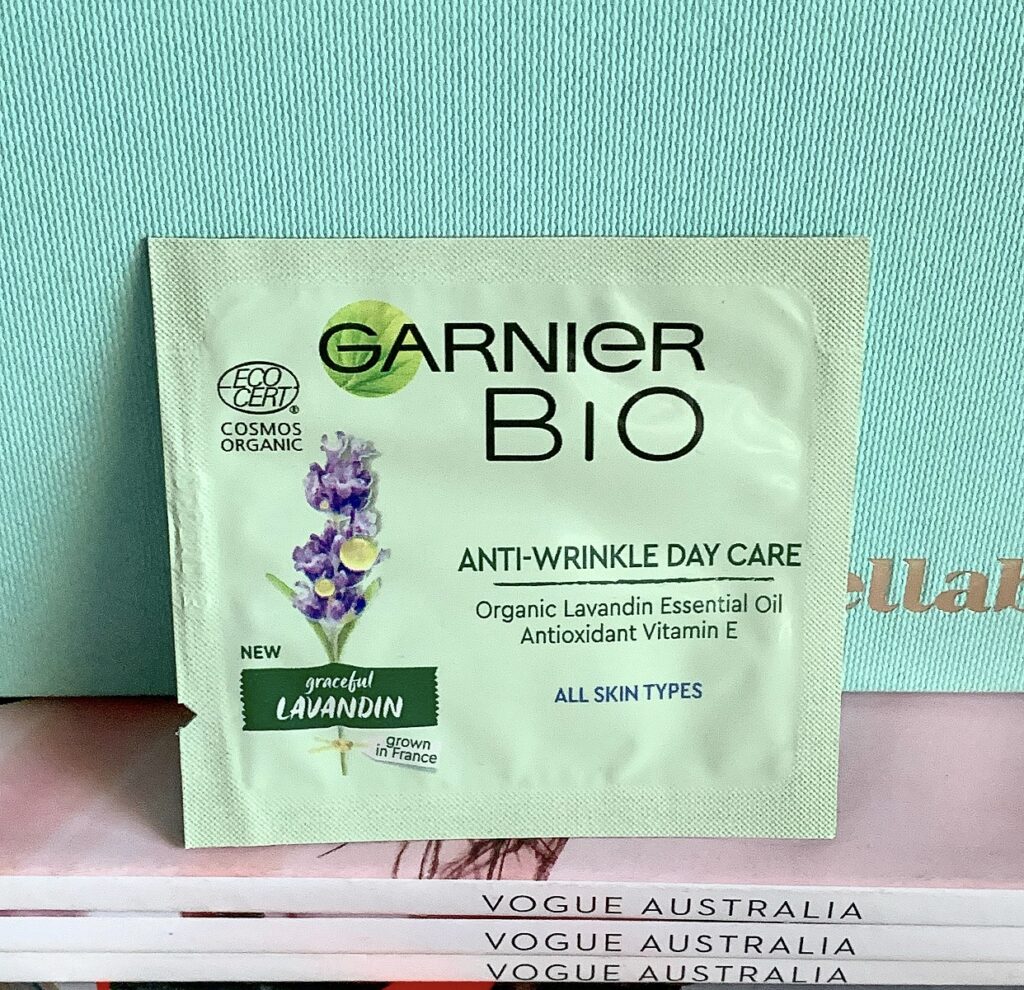 GARNIER
BIO
ECO
CERT
®
COSMOS
ORGANIC
ANTI-WRINKLE DAY CARE
Organic Lavandin Essential Oil
Antioxidant Vitamin E
ALL SKIN TYPES
NEW
graceful
LAVANDIN
grown
in France
VOGUE AUSTRALIA
VOGUE AUSTRALIA
VOGUE AUSTRALIA